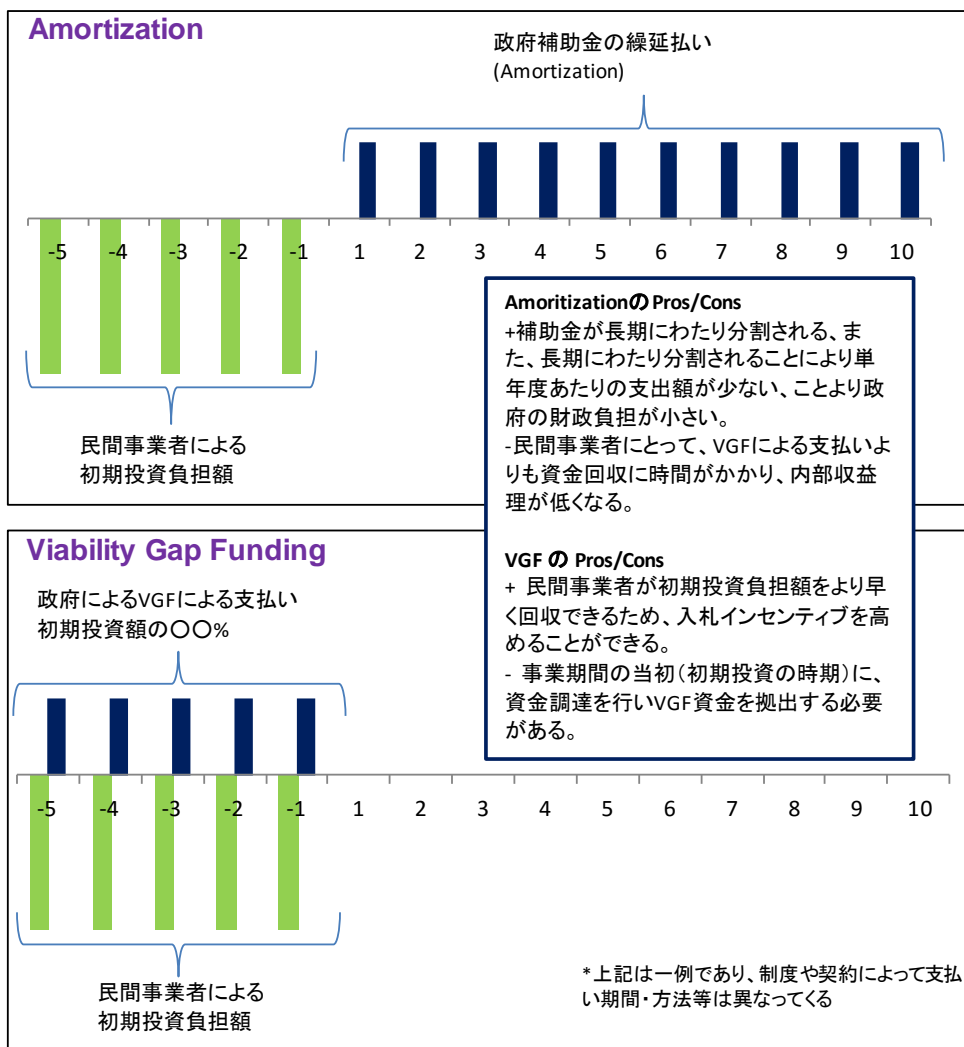 Amortization
政府補助金の繰延払い
(Amortization)
-5 -4 -3 -2 -1 1 2 3 4 5 6 7 8 9 10
民間事業者による
初期投資負担額
AmoritizationのPros/Cons
+補助金が長期にわたり分割される、ま
た、長期にわたり分割されることにより単
年度あたりの支出額が少ない、ことより政
府の財政負担が小さい。
-民間事業者にとって、VGFによる支払いよ
りも資金回収に時間がかかり、内部収益
理が低くなる。
VGF の Pros/Cons
+ 民間事業者が初期投資負担額をより早
く回収できるため、入札インセンティブを高
めることができる。
- 事業期間の当初(初期投資の時期)に、
資金調達を行いVGF資金を拠出する必要
がある。
Viability Gap Funding
政府によるVGFによる支払い
初期投資額の〇〇%
-5 -4 -3 -2 -1 1 2 3 4 5 6 7 8 9 10
民間事業者による
初期投資負担額
*上記は一例であり、制度や契約によって支払
い期間・方法等は異なってくる